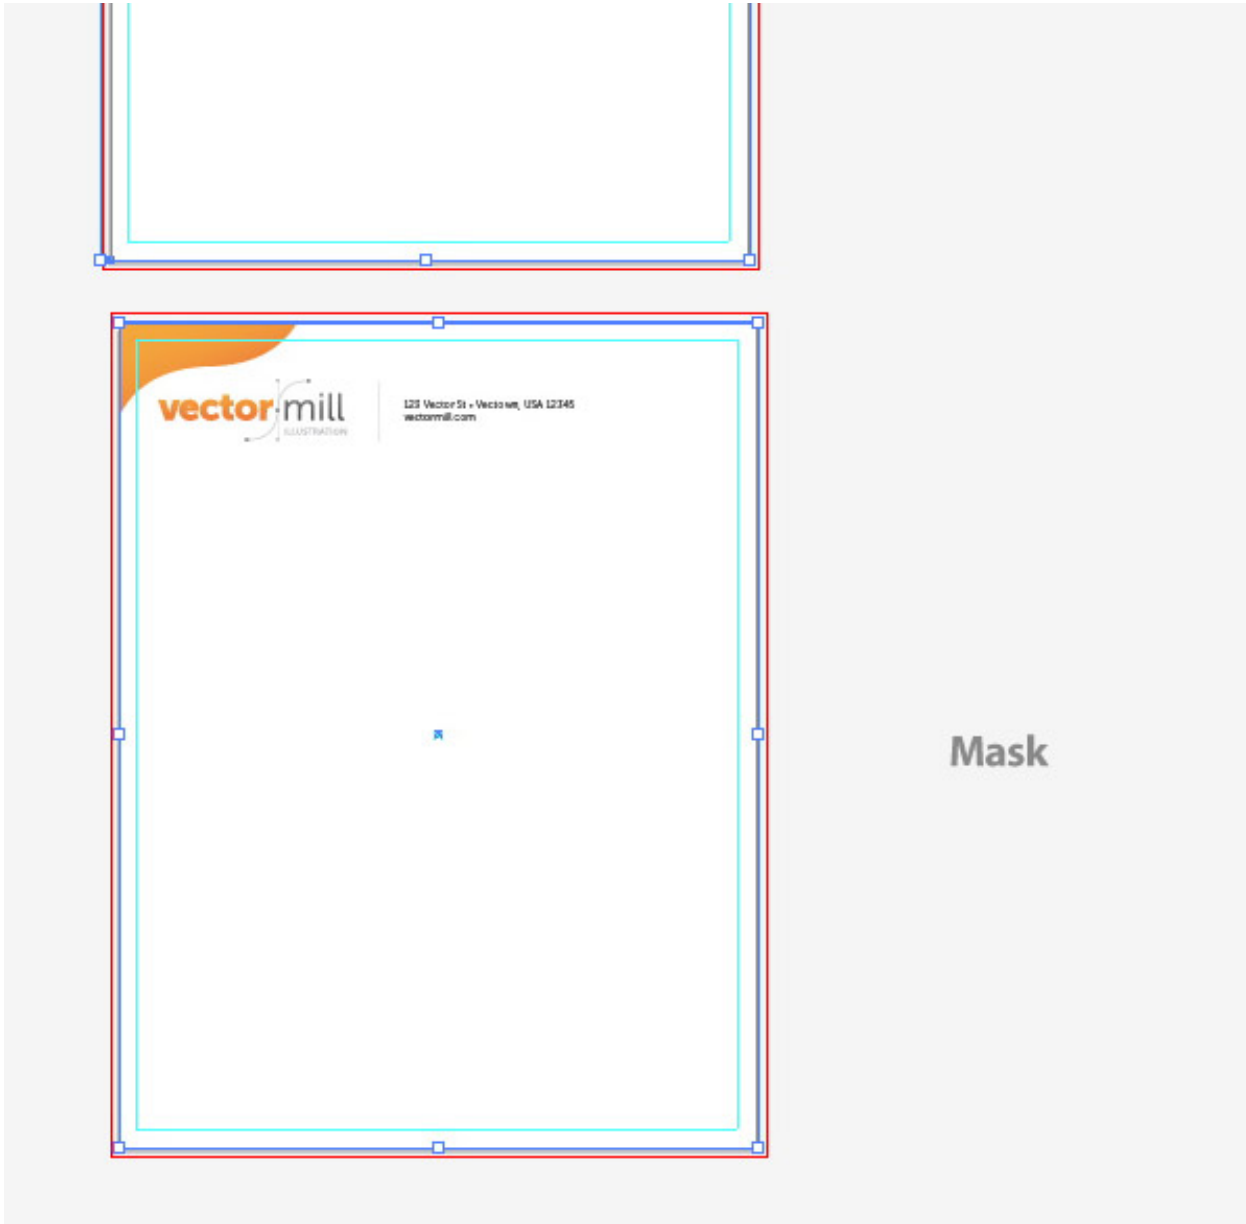 vector mill
ILLUSTRATION
123 Vector St • Vectown, USA 12345
vectormill.com
Mask